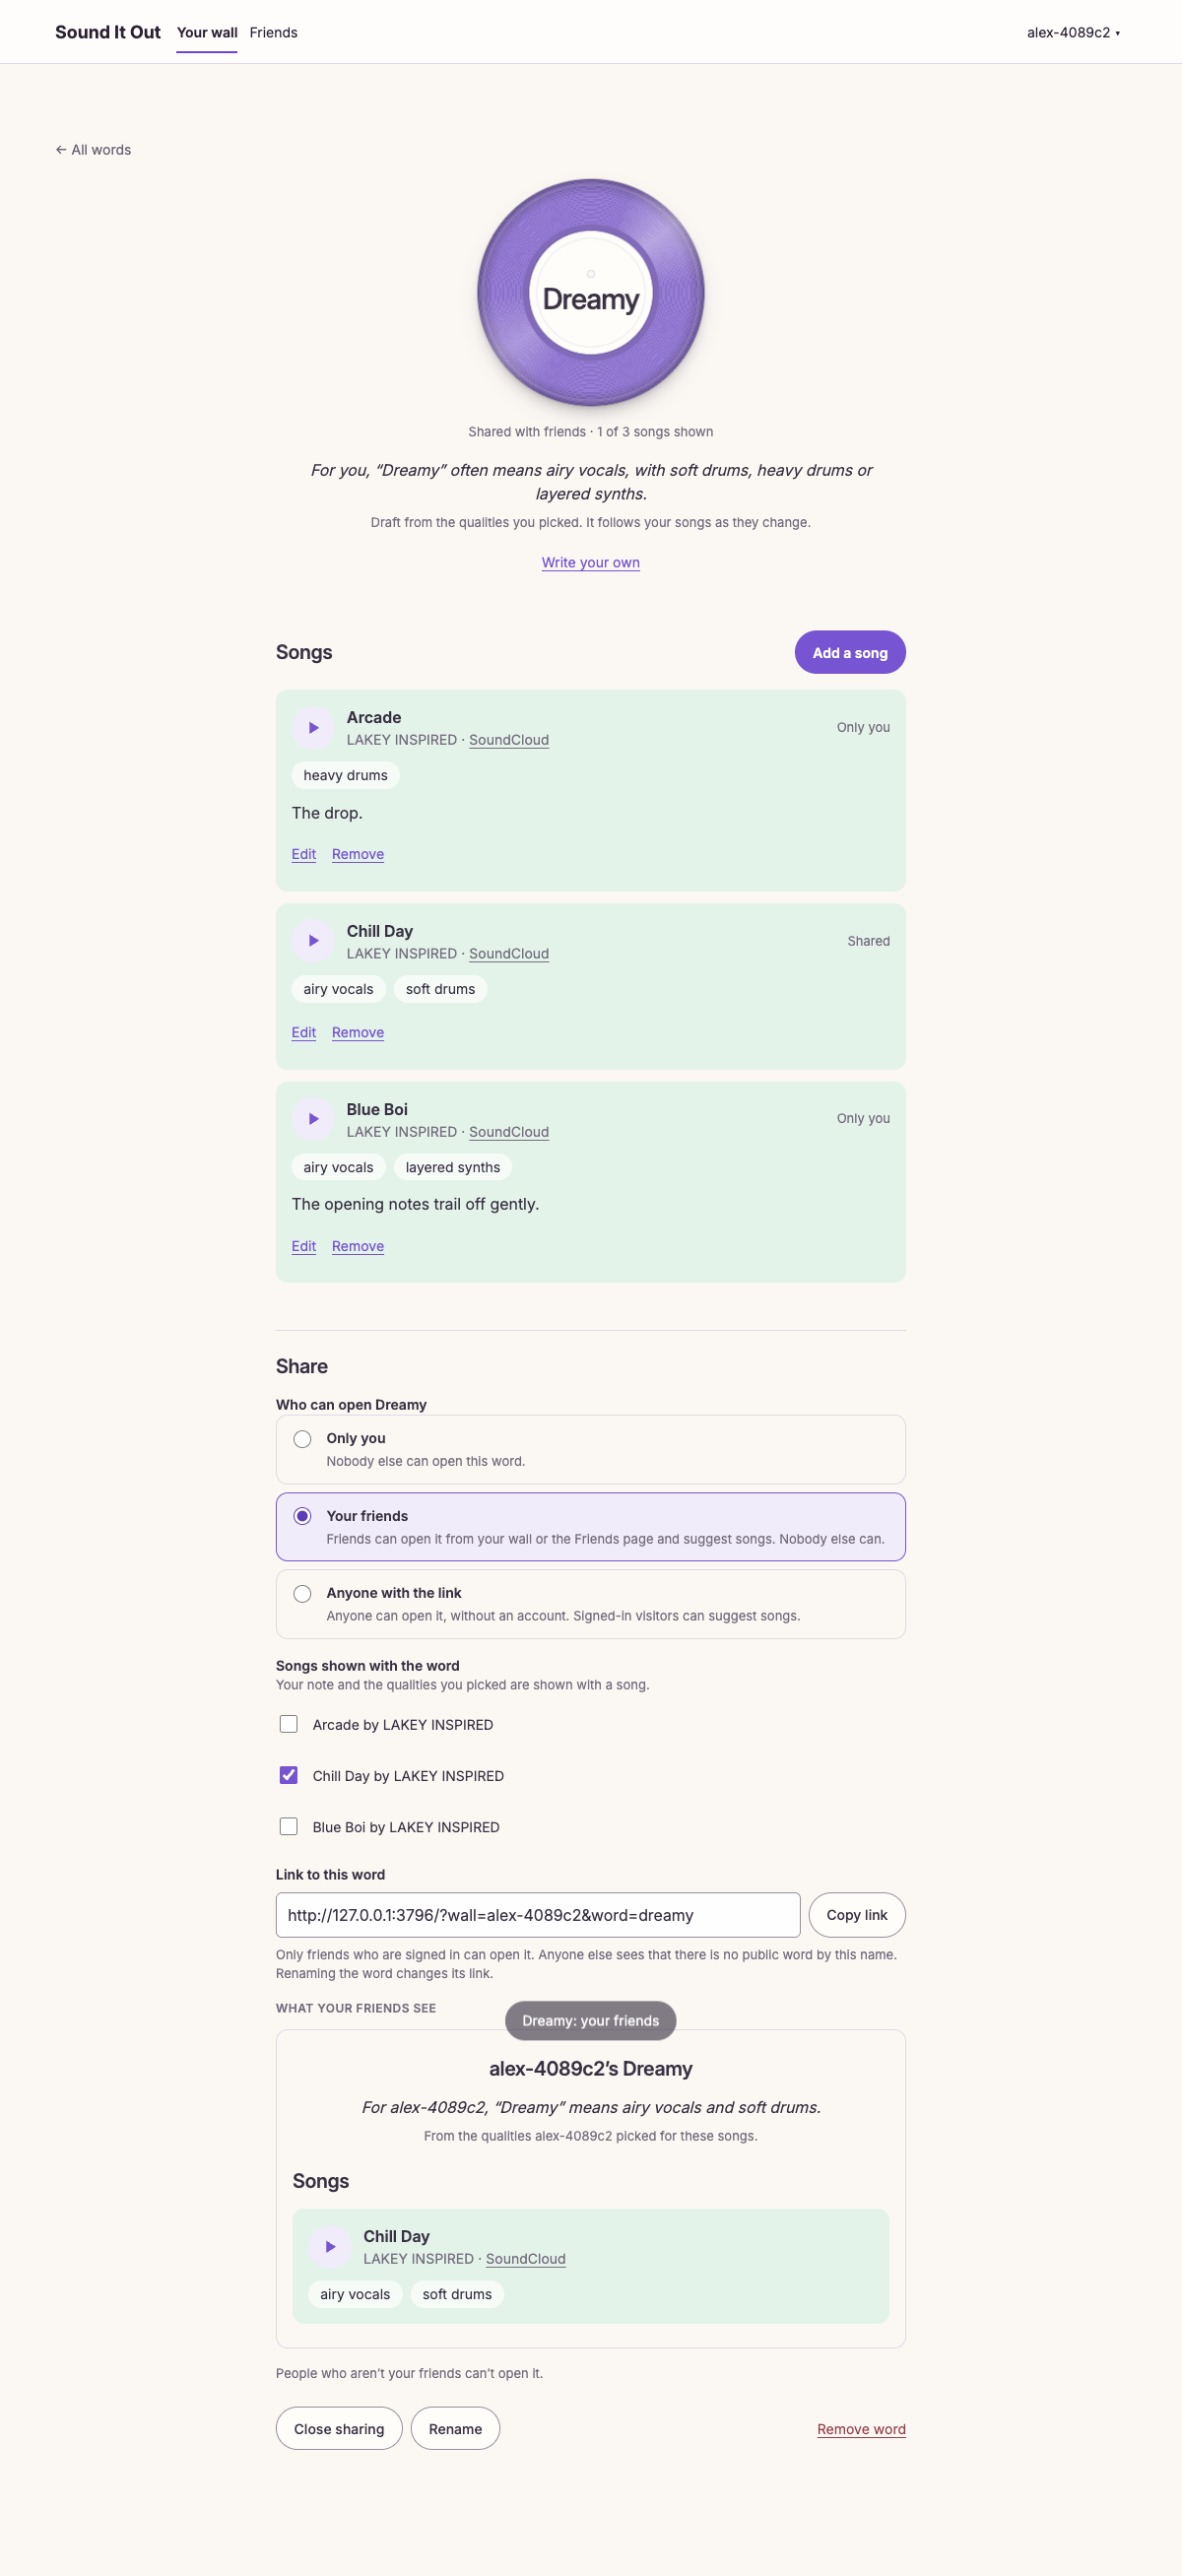 Sound It Out Your wall Friends alex-4089c2 ▾
← All words
Dreamy
Shared with friends · 1 of 3 songs shown
For you, “Dreamy” often means airy vocals, with soft drums, heavy drums or
layered synths.
Draft from the qualities you picked. It follows your songs as they change.
Write your own
Songs Add a song
Arcade
LAKEY INSPIRED · SoundCloud
Only you
heavy drums
The drop.
Edit Remove
Chill Day
LAKEY INSPIRED · SoundCloud
Shared
airy vocals soft drums
Edit Remove
Blue Boi
LAKEY INSPIRED · SoundCloud
Only you
airy vocals layered synths
The opening notes trail off gently.
Edit Remove
Share
Who can open Dreamy
Only you
Nobody else can open this word.
Your friends
Friends can open it from your wall or the Friends page and suggest songs. Nobody else can.
Anyone with the link
Anyone can open it, without an account. Signed-in visitors can suggest songs.
Songs shown with the word
Your note and the qualities you picked are shown with a song.
Arcade by LAKEY INSPIRED
Chill Day by LAKEY INSPIRED
Blue Boi by LAKEY INSPIRED
Link to this word
http://127.0.0.1:3796/?wall=alex-4089c2&word=dreamy Copy link
Only friends who are signed in can open it. Anyone else sees that there is no public word by this name.
Renaming the word changes its link.
WHAT YOUR FRIENDS SEE
Dreamy: your friends
alex-4089c2’s Dreamy
For alex-4089c2, “Dreamy” means airy vocals and soft drums.
From the qualities alex-4089c2 picked for these songs.
Songs
Chill Day
LAKEY INSPIRED · SoundCloud
airy vocals soft drums
People who aren’t your friends can’t open it.
Close sharing Rename Remove word